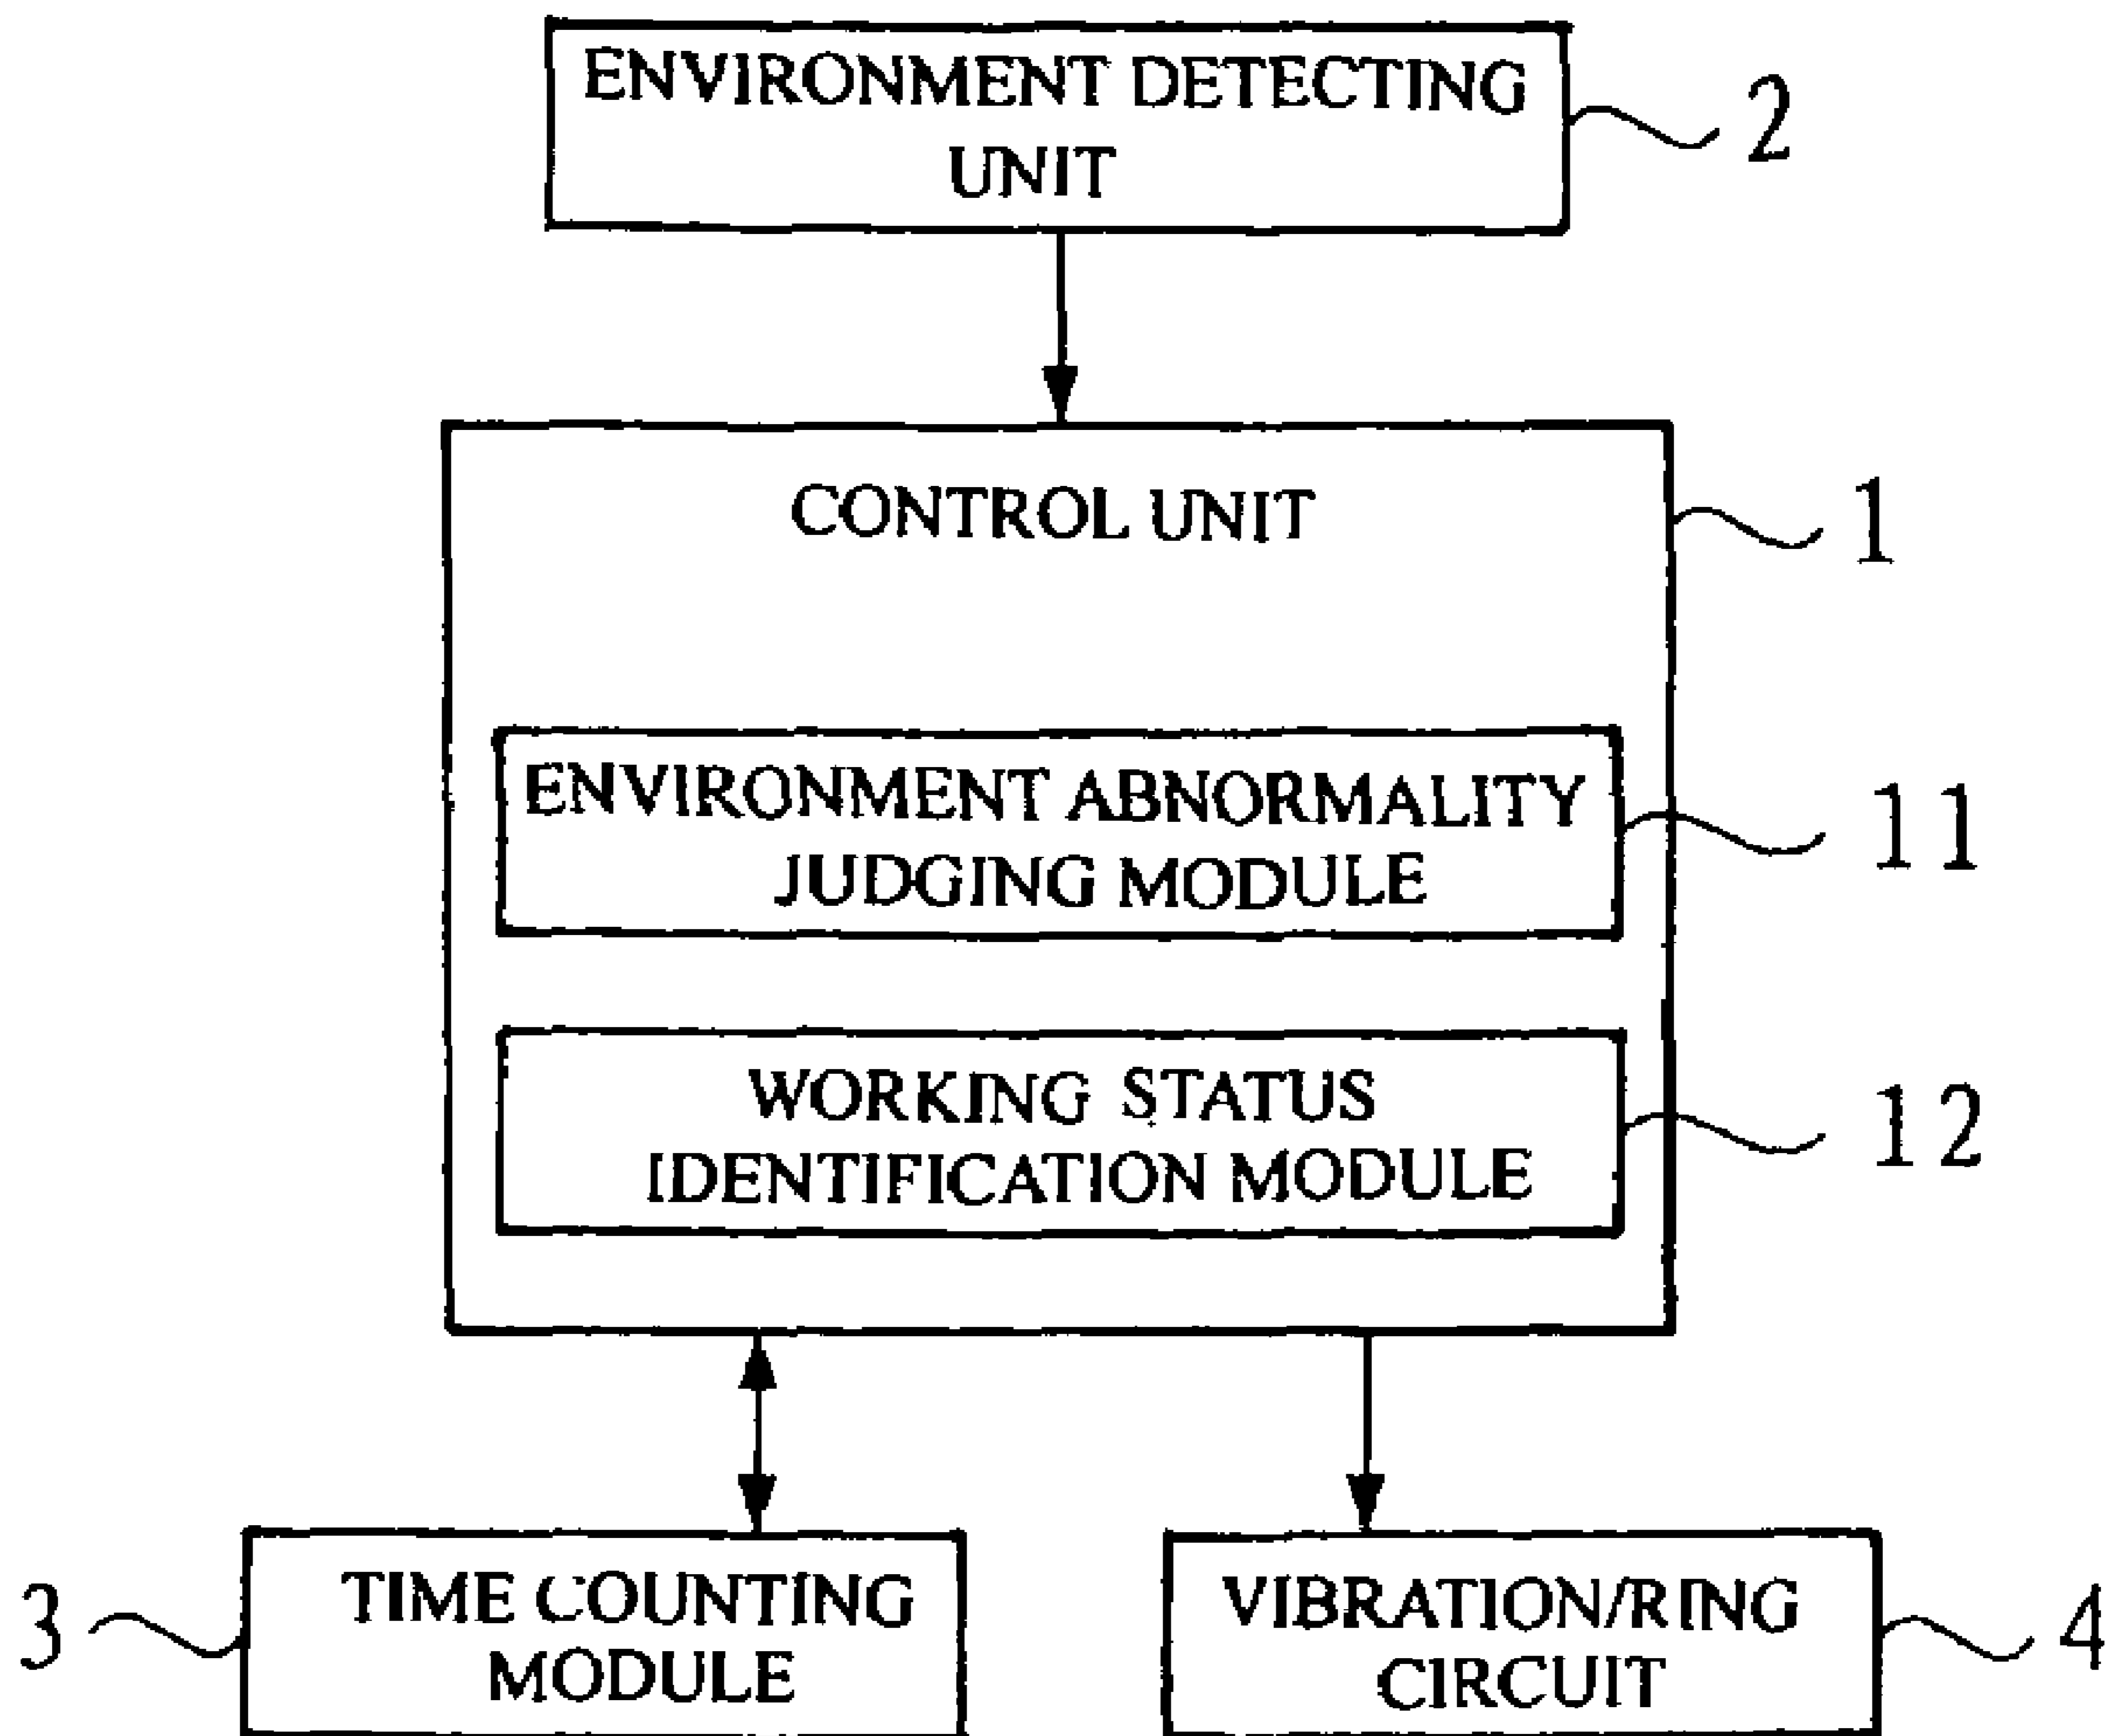 ENVIRONMENT DETECTING
UNIT
2
CONTROL UNIT
1
ENVIRONMENT ABNORMALITY
JUDGING MODULE
11
WORKING STATUS
IDENTIFICATION MODULE
12
3
TIME COUNTING
MODULE
VIBRATION/RING
CIRCUIT
4